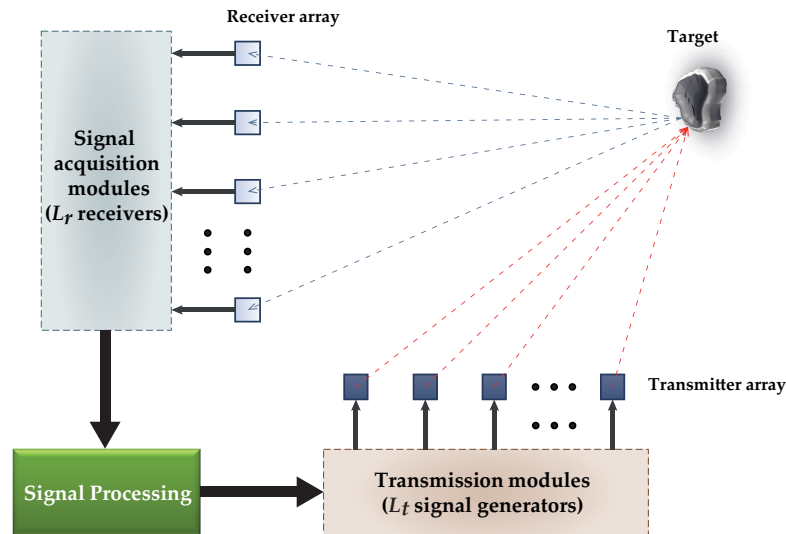 Receiver array
Target
Signal
acquisition
modules
(Lr receivers)
Transmitter array
Signal Processing
Transmission modules
(Lt signal generators)